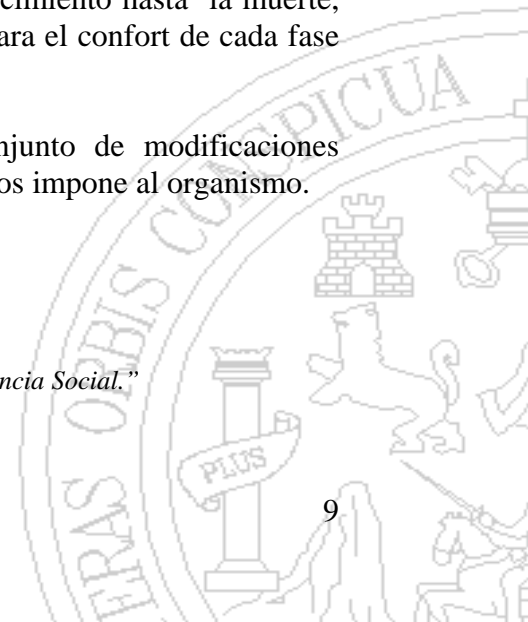 cimiento hasta la muerte,
ara el confort de cada fase
njunto de modificaciones
os impone al organismo.
ncia Social.”
9
ERAS ORBIS CONSPICUA
PLUS